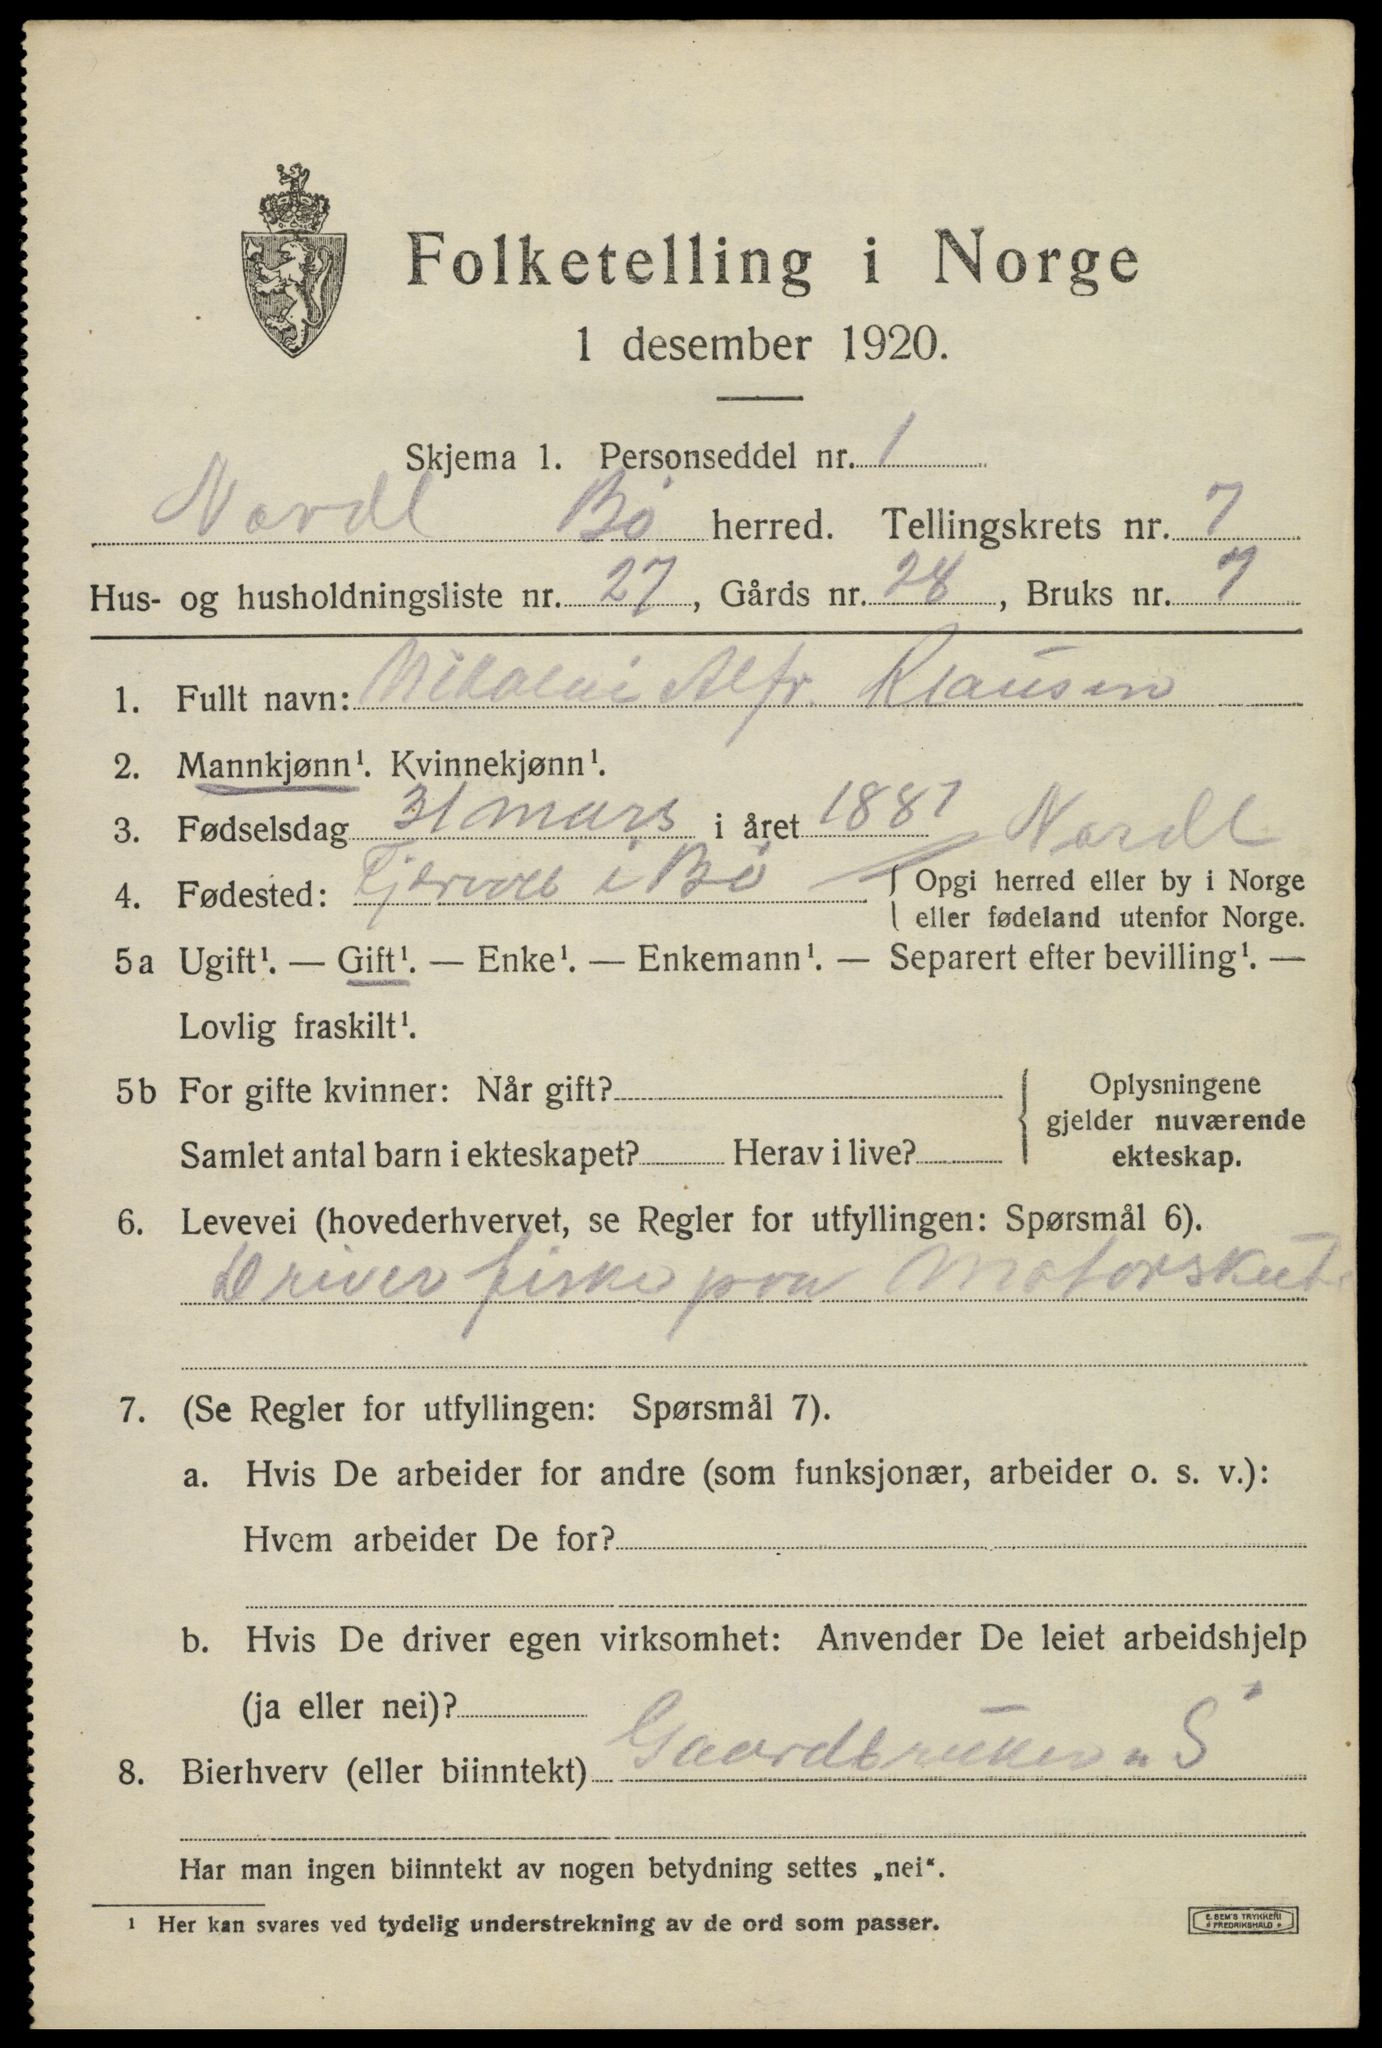 Folketelling i Norge
1 desember 1920.
Skjema 1. Personseddel nr. 1
Nordl Bö herred. Tellingskrets nr. 7
Hus- og husholdningsliste nr. 27, Gårds nr. 28, Bruks nr. 7
1. Fullt navn: Nikolai Alfr. Klausen
2. Mannkjønn¹. Kvinnekjønn¹.
3. Fødselsdag 31 mars i året 1887
4. Fødested: i Bö Nordl { Opgi herred eller by i Norge
eller fødeland utenfor Norge.
5a Ugift¹. — Gift¹. — Enke¹. — Enkemann¹. — Separert efter bevilling¹. —
Lovlig fraskilt¹.
5b For gifte kvinner: Når gift? { Oplysningene
gjelder nuværende
Samlet antal barn i ekteskapet? Herav i live? ekteskap.
6. Levevei (hovederhvervet, se Regler for utfyllingen: Spørsmål 6).
Driver fiske paa Motorskute
7. (Se Regler for utfyllingen: Spørsmål 7).
a. Hvis De arbeider for andre (som funksjonær, arbeider o. s. v.):
Hvem arbeider De for?
b. Hvis De driver egen virksomhet: Anvender De leiet arbeidshjelp
(ja eller nei)?
8. Bierhverv (eller biinntekt) Gaardbruker S
Har man ingen biinntekt av nogen betydning settes „nei“.
¹ Her kan svares ved tydelig understrekning av de ord som passer.
E. SEM'S TRYKKERI
FREDRIKSHALD